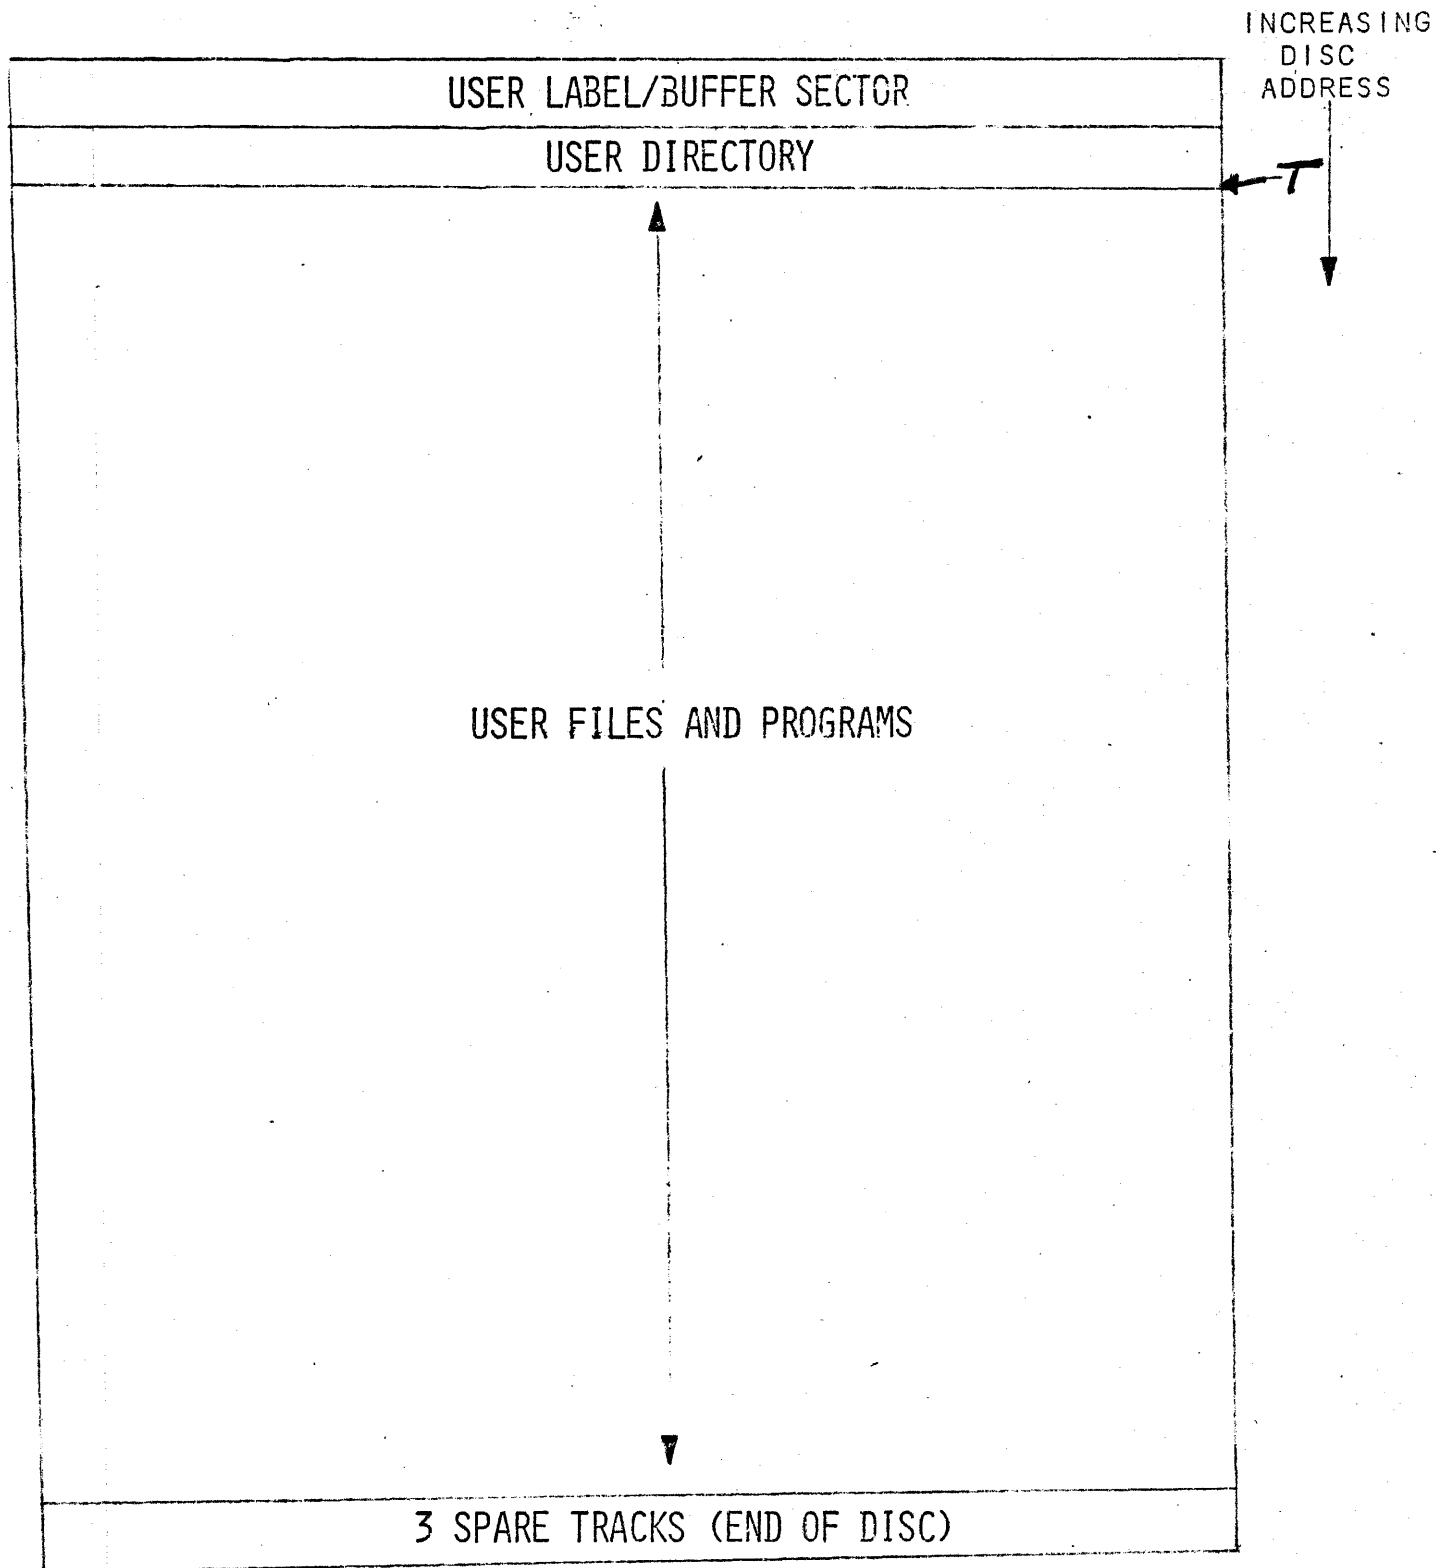 INCREASING
DISC
ADDRESS
USER LABEL/BUFFER SECTOR
USER DIRECTORY
T
USER FILES AND PROGRAMS
3 SPARE TRACKS (END OF DISC)